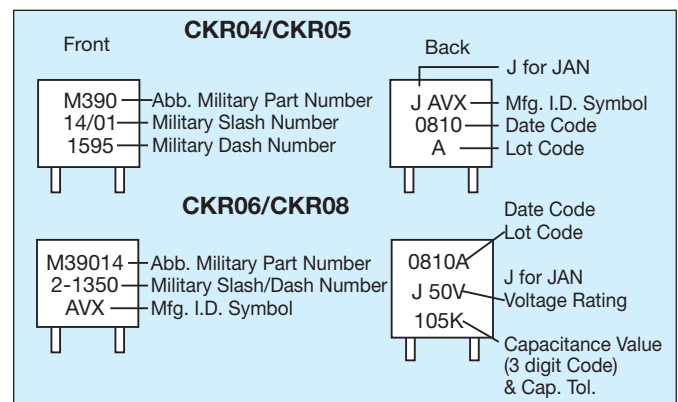 CKR04/CKR05
Front
M390
14/01
1595
Abb. Military Part Number
Military Slash Number
Military Dash Number
Back
J for JAN
J AVX
0810
A
Mfg. I.D. Symbol
Date Code
Lot Code
CKR06/CKR08
M39014
2-1350
AVX
Abb. Military Part Number
Military Slash/Dash Number
Mfg. I.D. Symbol
0810A
J 50V
105K
Date Code
Lot Code
J for JAN
Voltage Rating
Capacitance Value
(3 digit Code)
& Cap. Tol.